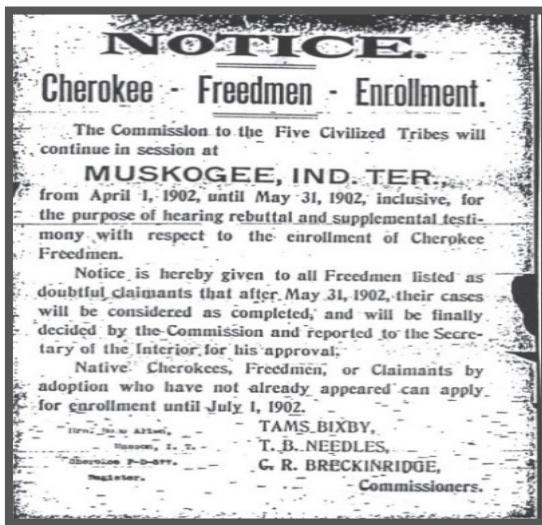 NOTICE.
Cherokee - Freedmen - Enrollment.
The Commission to the Five Civilized Tribes will
continue in session at
MUSKOGEE, IND. TER.,
from April 1, 1902, until May 31, 1902, inclusive, for
the purpose of hearing rebuttal and supplemental testi-
mony with respect to the enrollment of Cherokee
Freedmen.
Notice is hereby given to all Freedmen listed as
doubtful claimants that after May 31, 1902, their cases
will be considered as completed, and will be finally
decided by the Commission and reported to the Secre-
tary of the Interior for his approval.
Native Cherokees, Freedmen, or Claimants by
adoption who have not already appeared can apply
for enrollment until July 1, 1902.
TAMS BIXBY,
T. B. NEEDLES,
C. R. BRECKINRIDGE,
Commissioners.
Allen,
I. T.
Cherokee
Register.